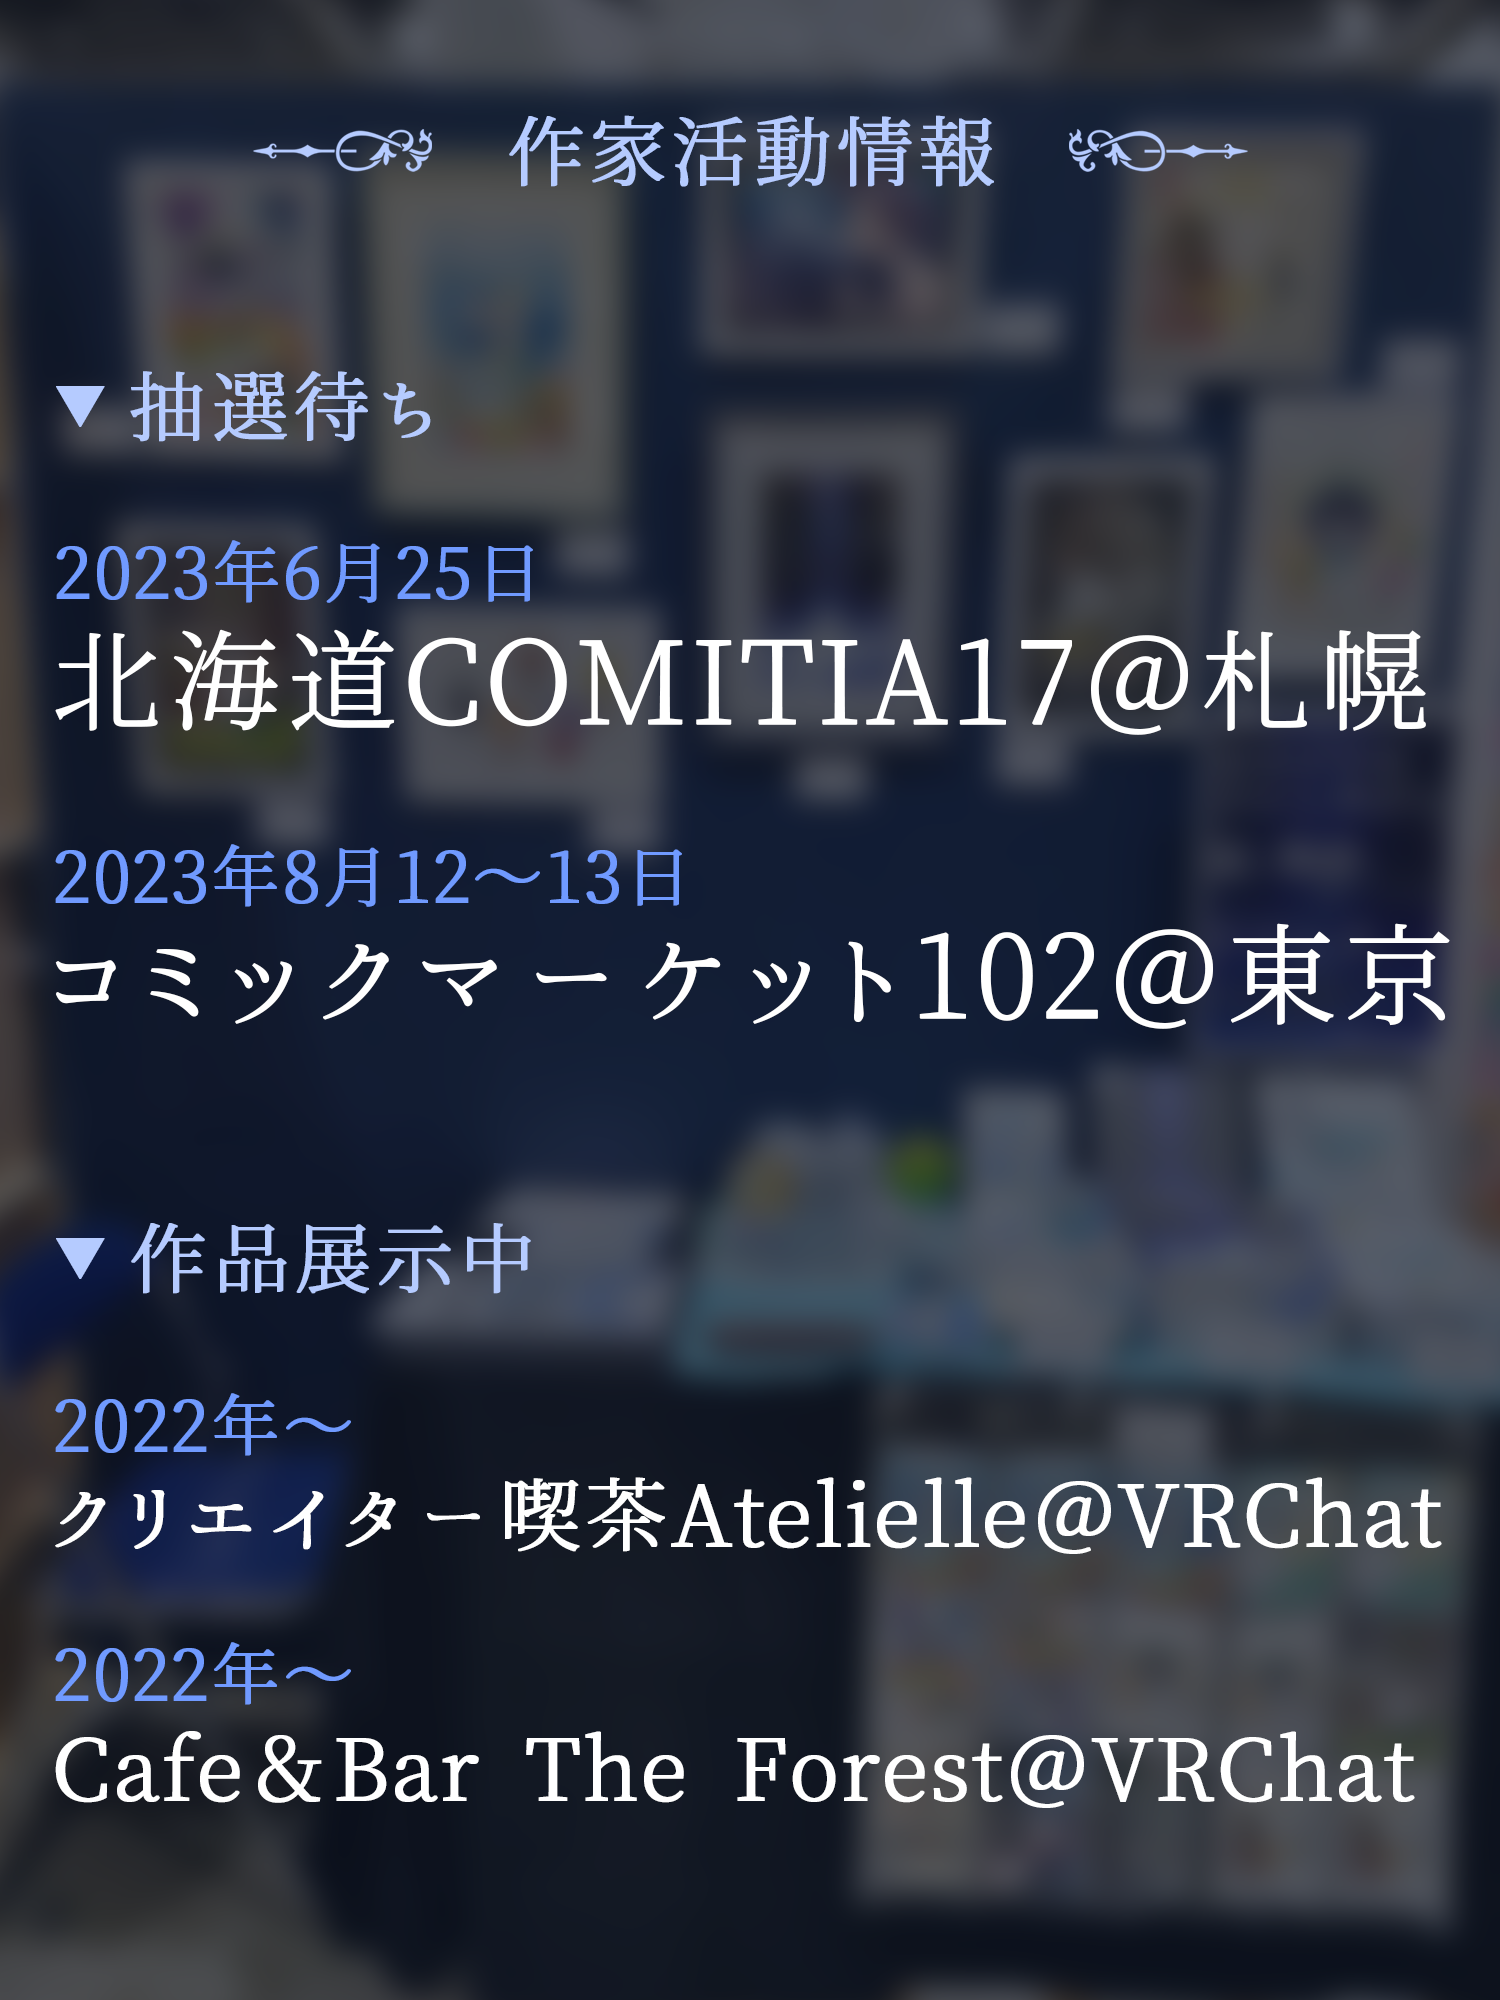 作家活動情報
▼抽選待ち
2023年6月25日
北海道COMITIA17@札幌
2023年8月12～13日
コミックマーケット102@東京
▼作品展示中
2022年～
クリエイター喫茶Atelielle@VRChat
2022年～
Cafe&Bar The Forest@VRChat